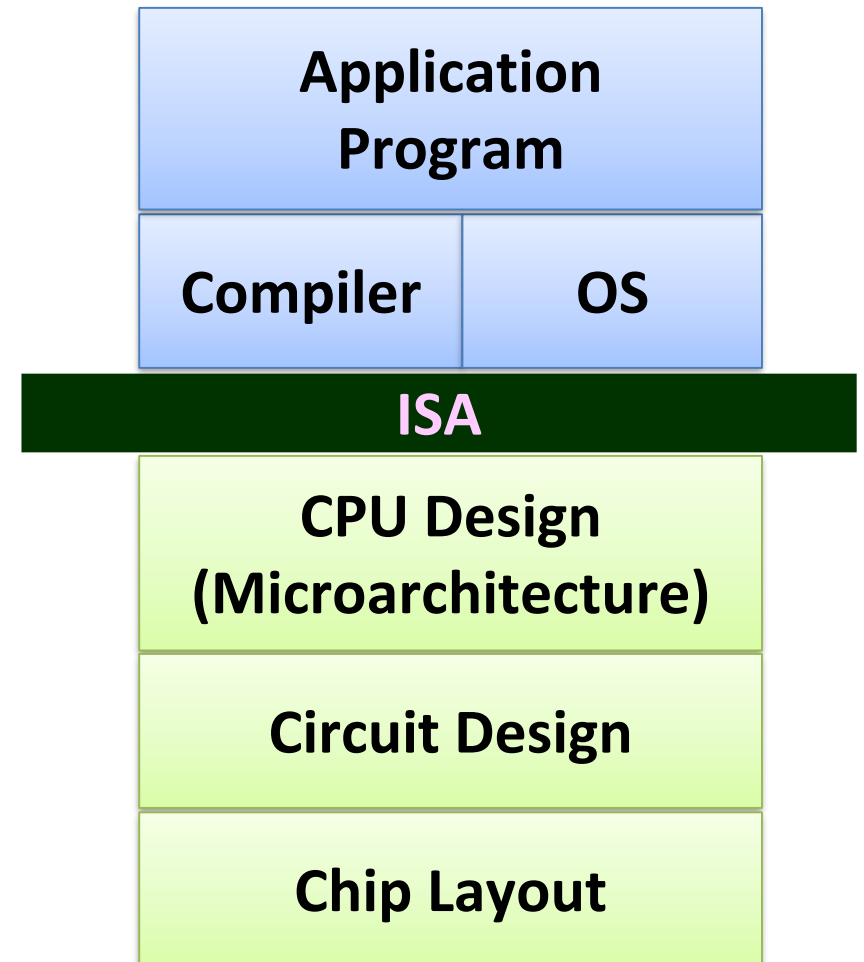 Application
Program
Compiler
OS
ISA
CPU Design
(Microarchitecture)
Circuit Design
Chip Layout